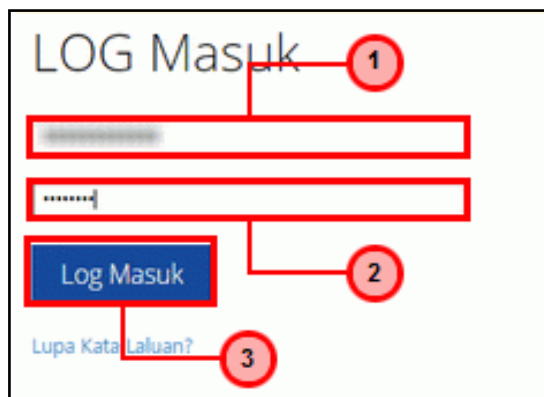 LOG Masuk
1
••••••••
Log Masuk
2
Lupa Kata Laluan?
3